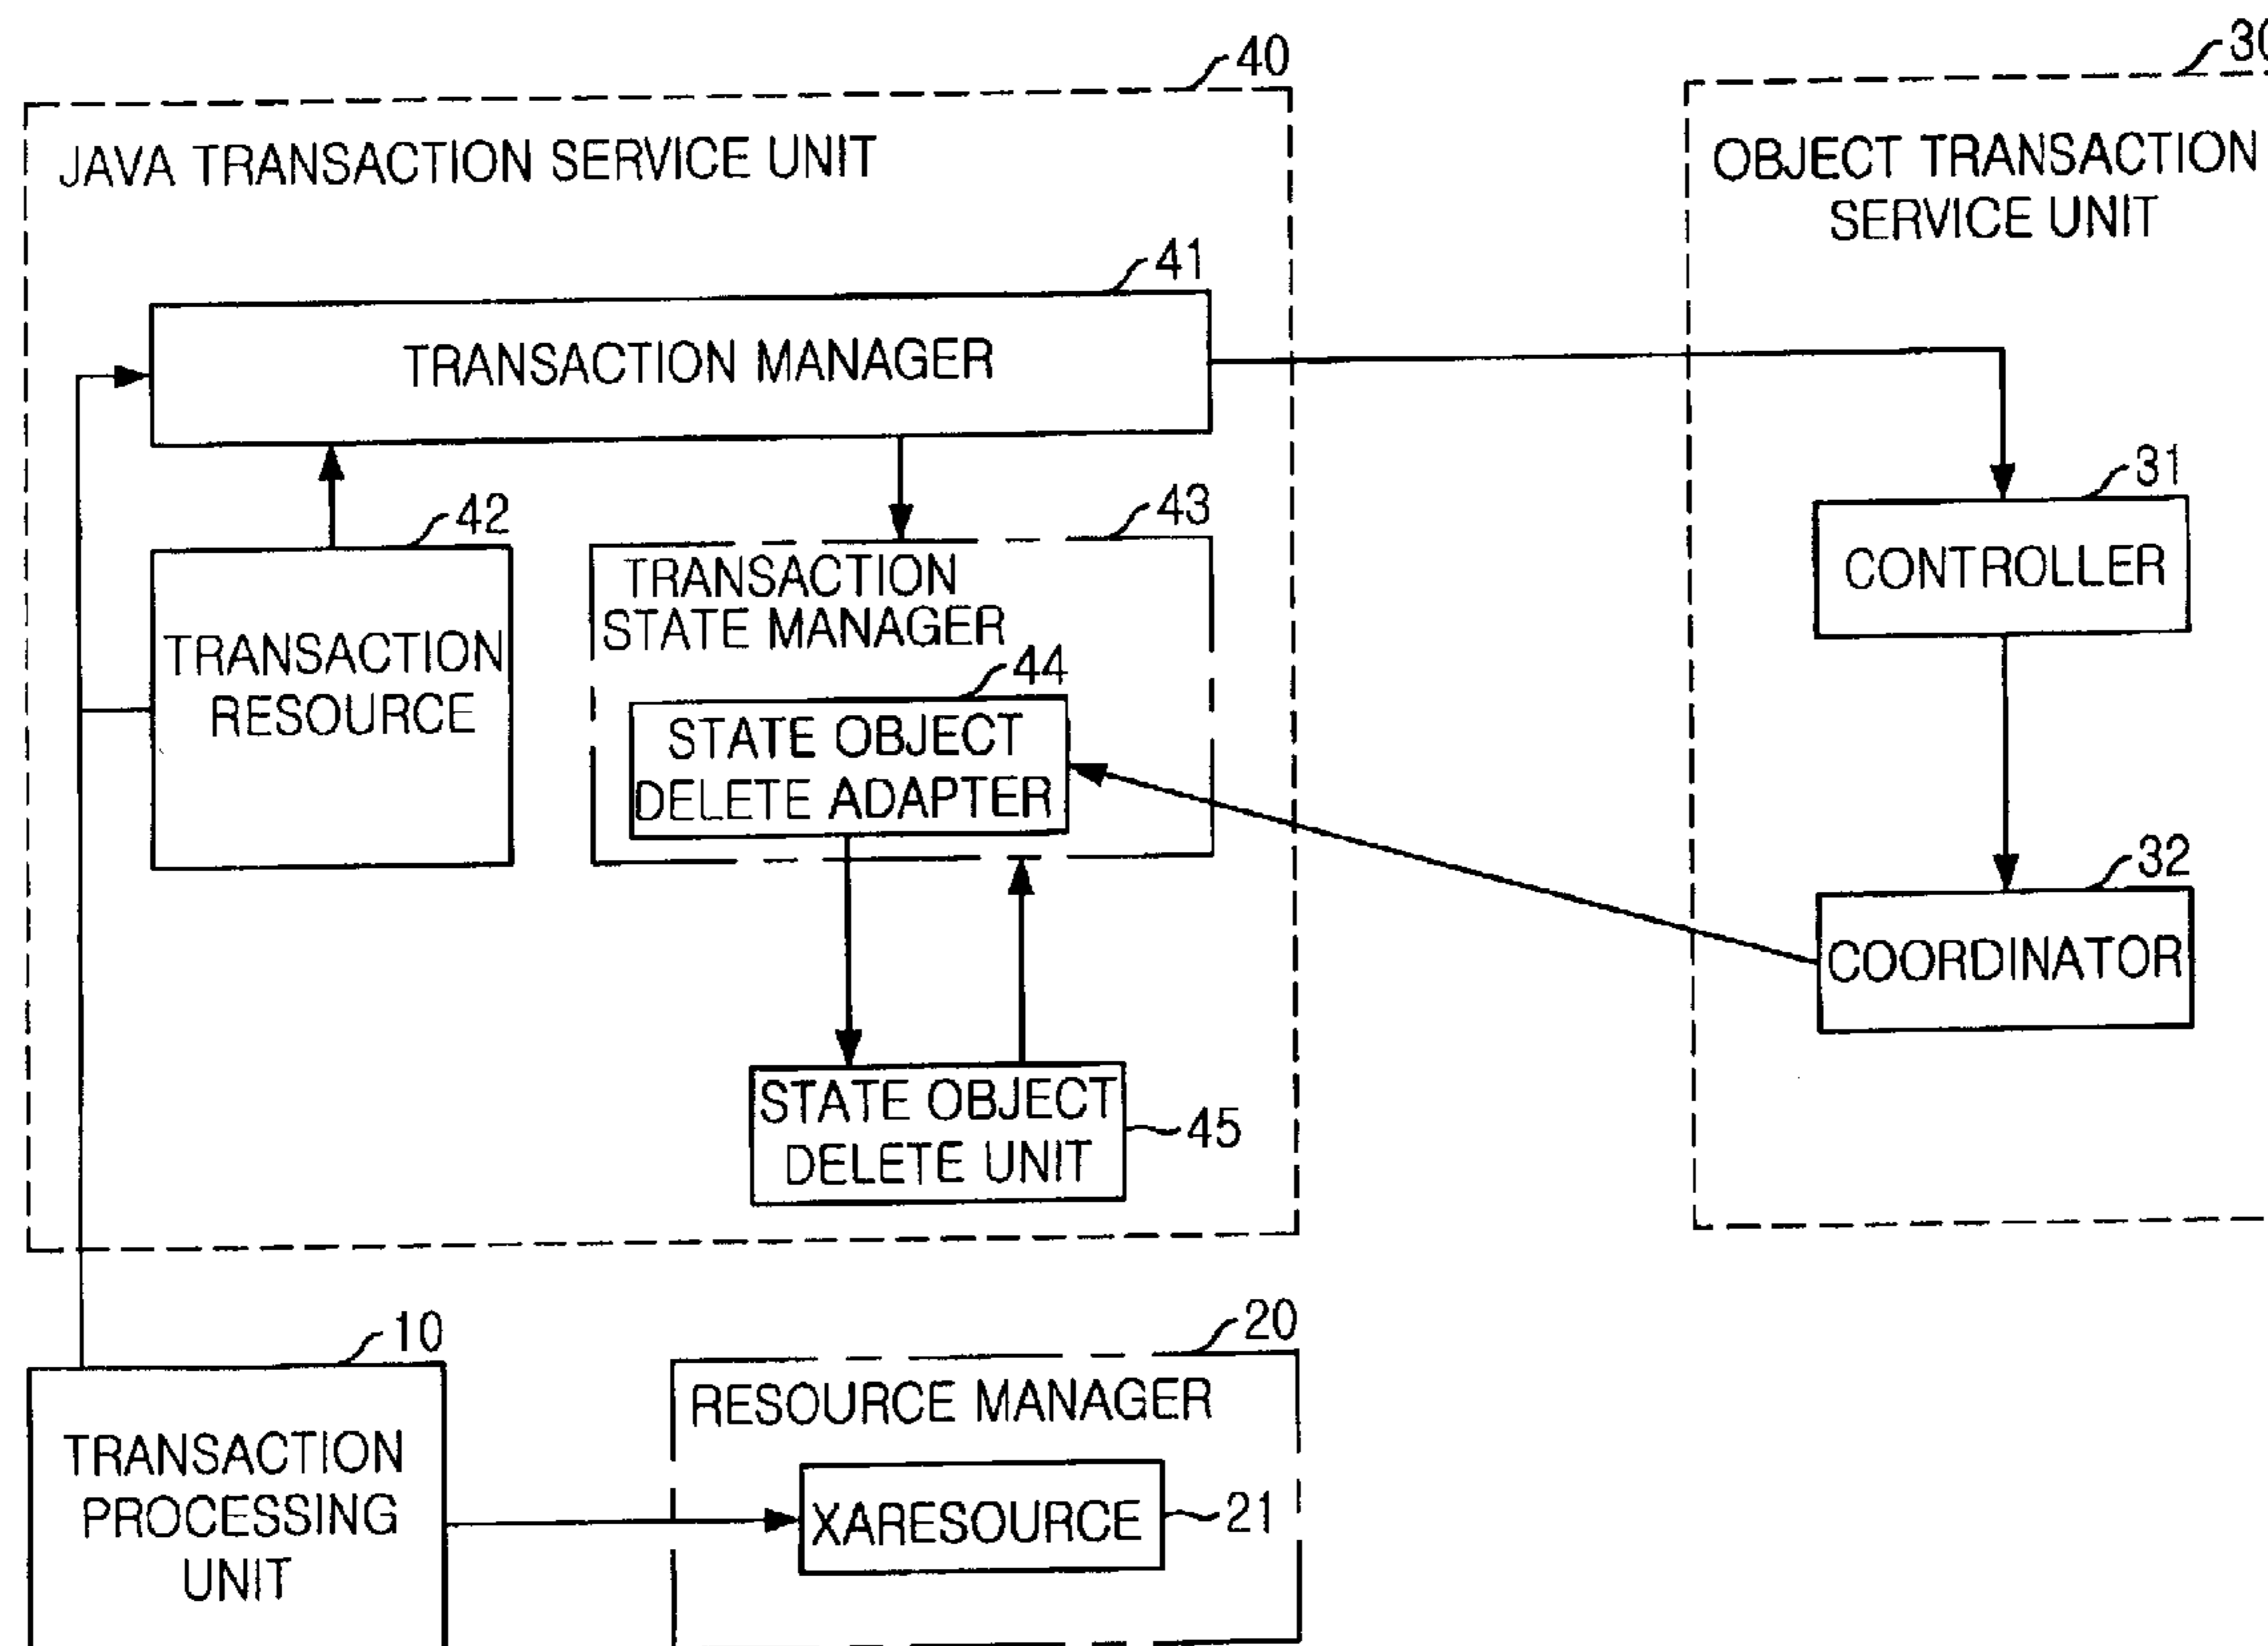 40
30
JAVA TRANSACTION SERVICE UNIT
OBJECT TRANSACTION
SERVICE UNIT
41
TRANSACTION MANAGER
31
CONTROLLER
42
TRANSACTION
RESOURCE
43
TRANSACTION
STATE MANAGER
44
STATE OBJECT
DELETE ADAPTER
32
COORDINATOR
STATE OBJECT
DELETE UNIT
45
10
TRANSACTION
PROCESSING
UNIT
20
RESOURCE MANAGER
XARESOURCE
21